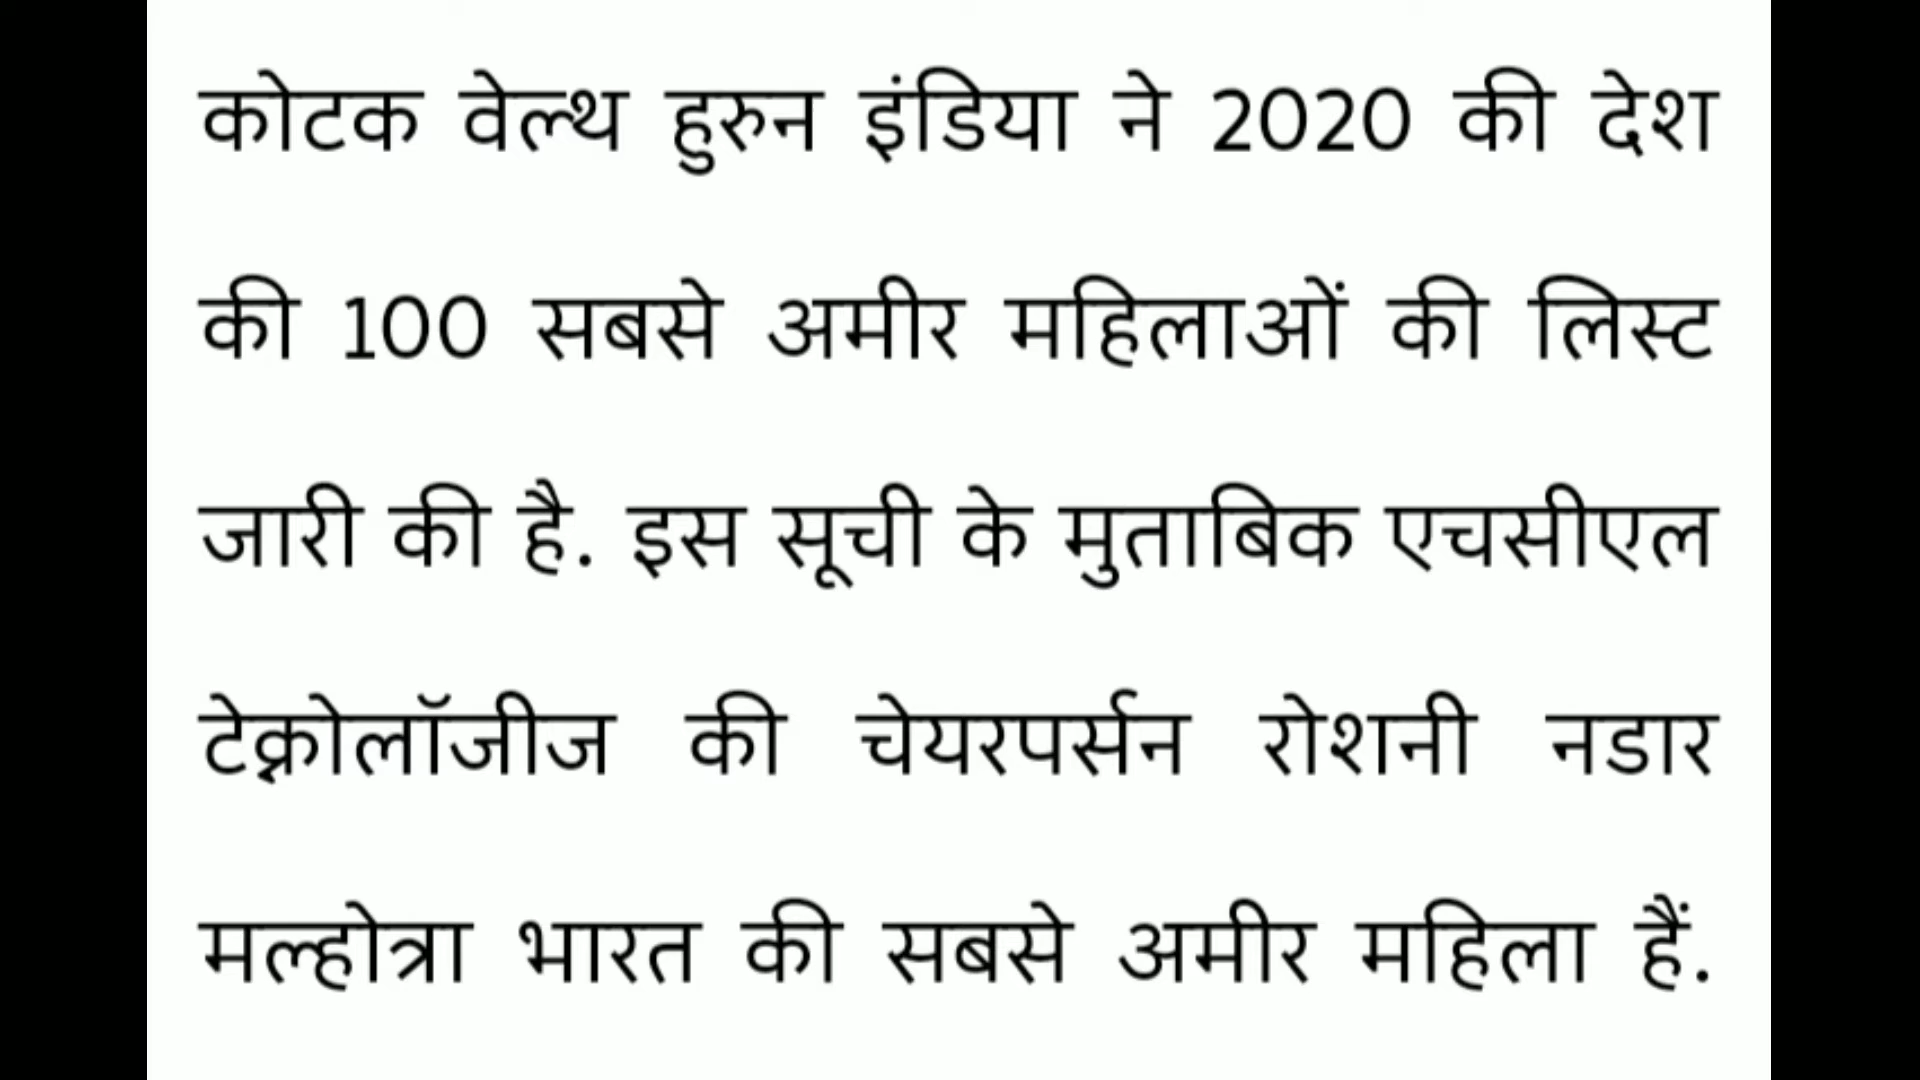 कोटक वेल्थ हुरुन इंडिया ने 2020 की देश
की 100 सबसे अमीर महिलाओं की लिस्ट
जारी की है. इस सूची के मुताबिक एचसीएल
टेक्नोलॉजीज की चेयरपर्सन रोशनी नडार
मल्होत्रा भारत की सबसे अमीर महिला हैं.